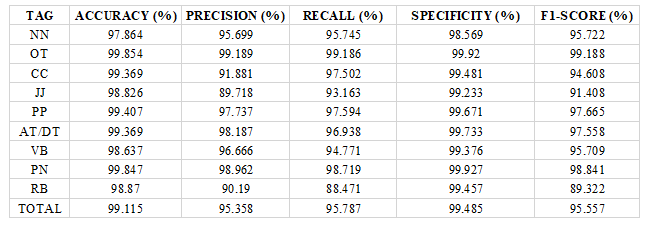 TAG ACCURACY (%) PRECISION (%) RECALL (%) SPECIFICITY (%) F1-SCORE (%)
NN 97.864 95.699 95.745 98.569 95.722
OT 99.854 99.189 99.186 99.92 99.188
CC 99.369 91.881 97.502 99.481 94.608
JJ 98.826 89.718 93.163 99.233 91.408
PP 99.407 97.737 97.594 99.671 97.665
AT/DT 99.369 98.187 96.938 99.733 97.558
VB 98.637 96.666 94.771 99.376 95.709
PN 99.847 98.962 98.719 99.927 98.841
RB 98.87 90.19 88.471 99.457 89.322
TOTAL 99.115 95.358 95.787 99.485 95.557